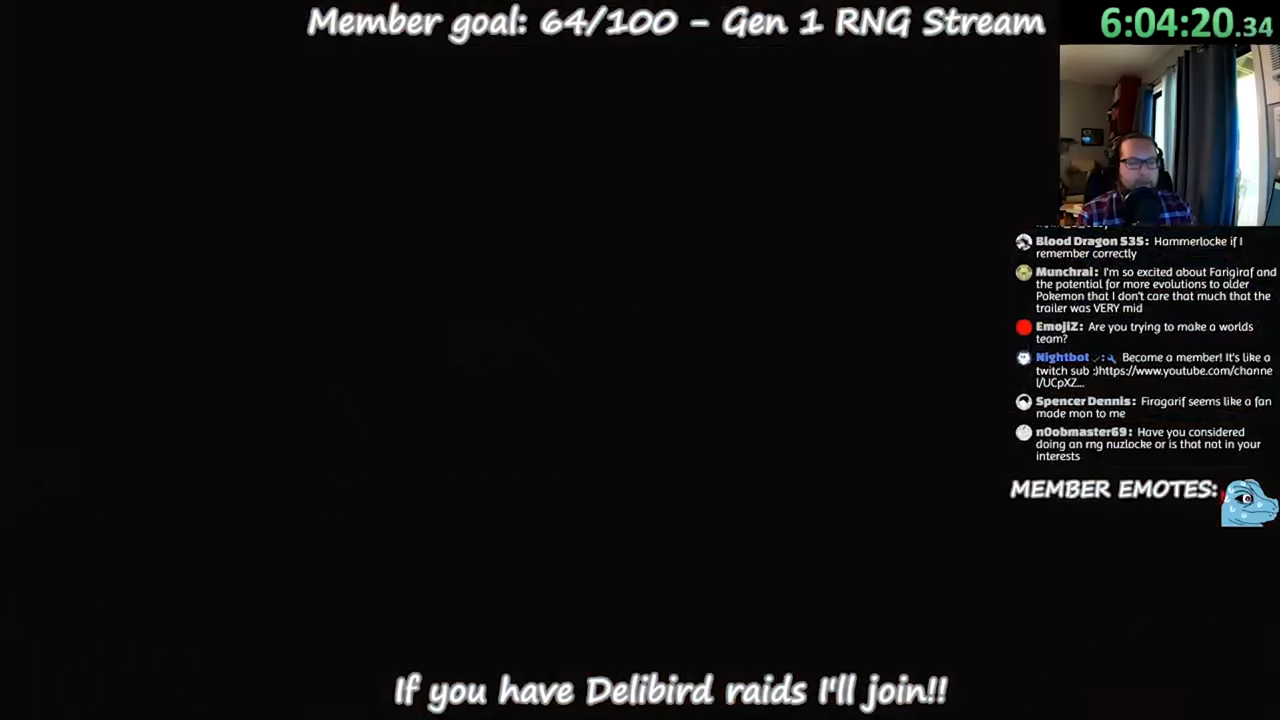 Member goal: 64/100 - Gen 1 RNG Stream
6:04:20.34
Blood Dragon 535: Hammerlocke if I
remember correctly
Munchrai: I'm so excited about Farigiraf and
the potential for more evolutions to older
Pokemon that I don't care that much that the
trailer was VERY mid
EmojiZ: Are you trying to make a worlds
team?
Nightbot ✓:🔧 Become a member! It's like a
twitch sub :)https://www.youtube.com/channe
l/UCpXZ...
Spencer Dennis: Firagarif seems like a fan
made mon to me
n0obmaster69: Have you considered
doing an rng nuzlocke or is that not in your
interests
MEMBER EMOTES:
If you have Delibird raids I'll join!!